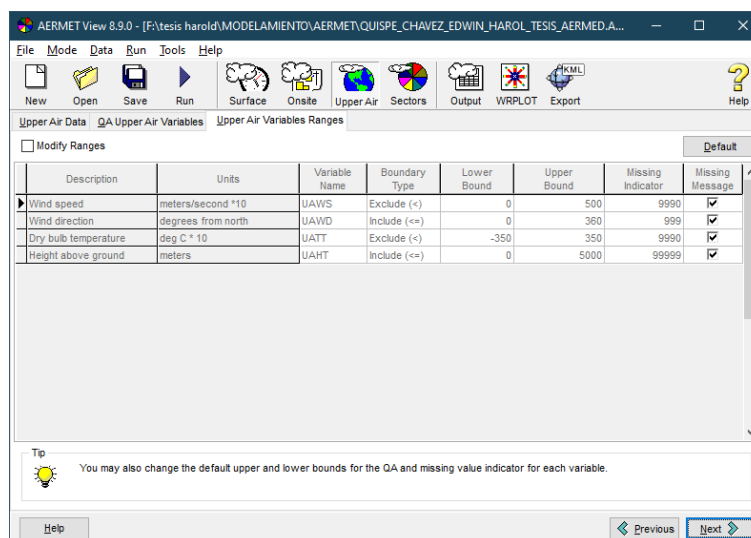 AERMET View 8.9.0 - [F:\tesis harold\MODELAMIENTO\AERMET\QUISPE_CHAVEZ_EDWIN_HAROL_TESIS_AERMED.A...
File Mode Data Run Tools Help
KML
New Open Save Run Surface Onsite Upper Air Sectors Output WRPLOT Export Help
Upper Air Data QA Upper Air Variables Upper Air Variables Ranges
Modify Ranges Default
Description Units Variable Name Boundary Type Lower Bound Upper Bound Missing Indicator Missing Message
Wind speed meters/second *10 UAWS Exclude (<) 0 500 9990
Wind direction degrees from north UAWD Include (<=) 0 360 999
Dry bulb temperature deg C * 10 UATT Exclude (<) -350 350 9990
Height above ground meters UAHT Include (<=) 0 5000 99999
Tip
You may also change the default upper and lower bounds for the QA and missing value indicator for each variable.
Help Previous Next